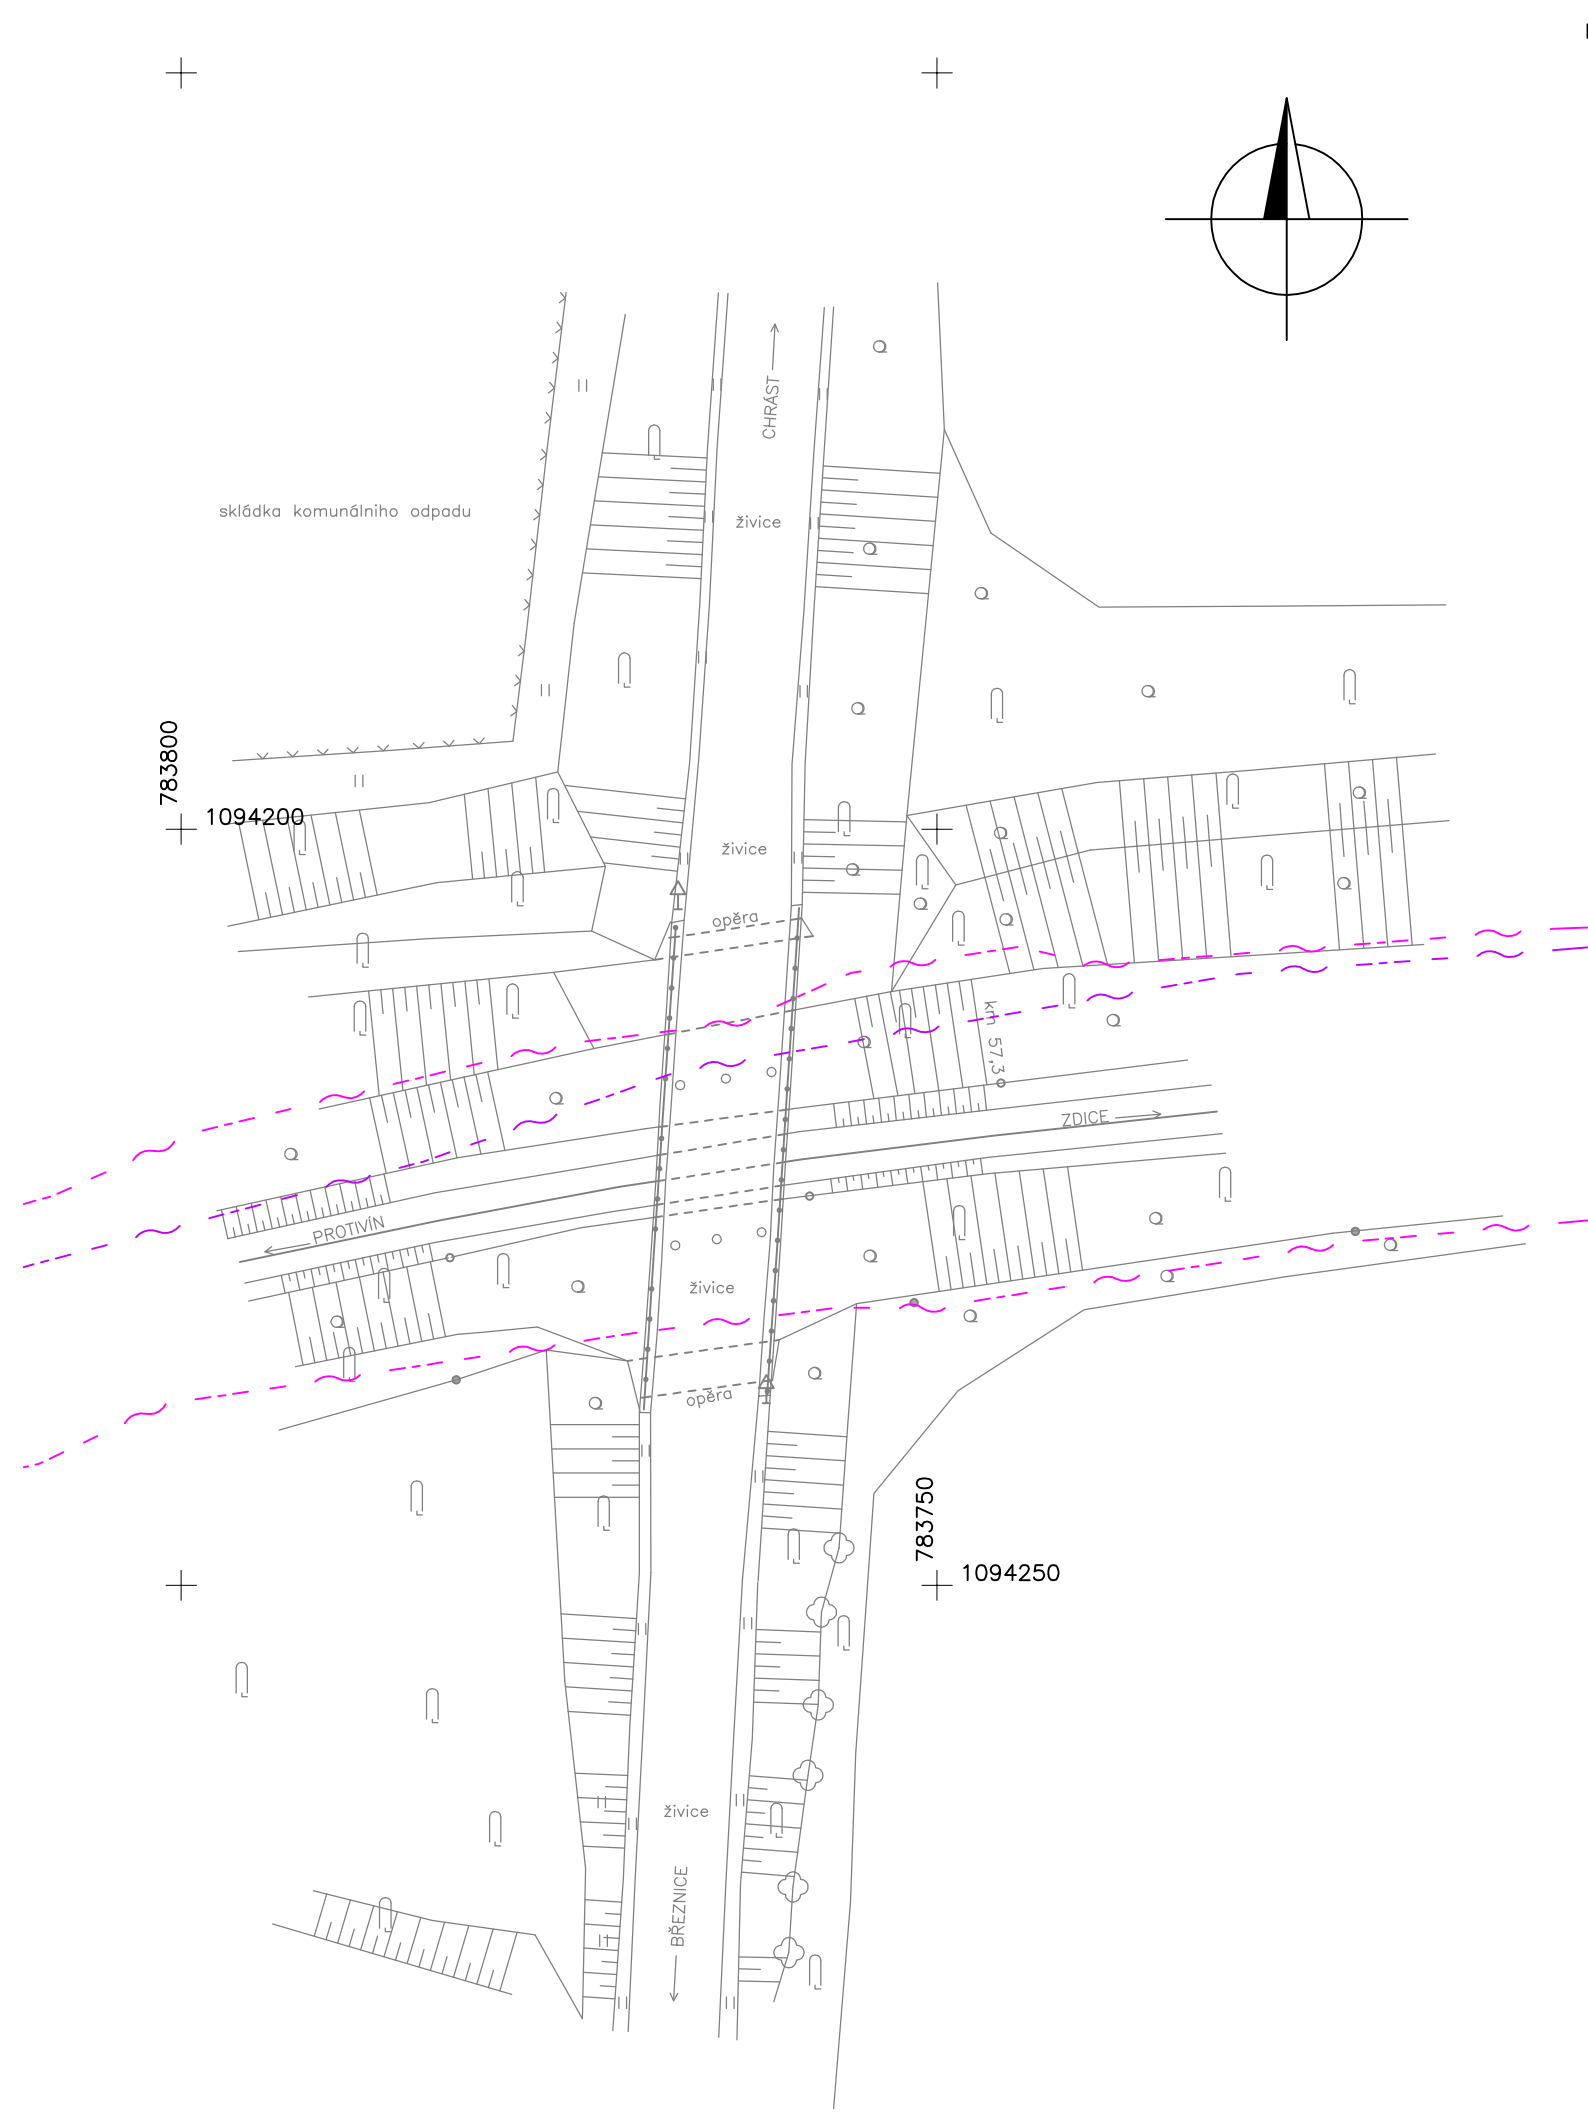 CHRÁST
skládka komunálniho odpadu
živice
783800
1094200
živice
opěra
km 57,3
ZDICE
PROTIVÍN
živice
opěra
783750
1094250
živice
BŘEZNICE